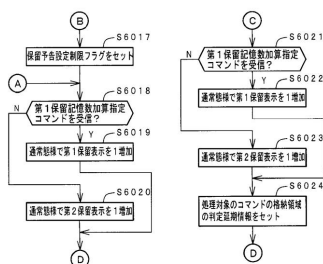 B
S6017
保留予告設定制限フラグをセット
A
S6018
第1保留記憶数加算指定
コマンドを受信?
N
Y
S6019
通常態様で第1保留表示を1増加
S6020
通常態様で第2保留表示を1増加
D
C
S6021
第1保留記憶数加算指定
コマンドを受信?
N
Y
S6022
通常態様で第1保留表示を1増加
S6023
通常態様で第2保留表示を1増加
S6024
処理対象のコマンドの格納領域
の判定延期情報をセット
D